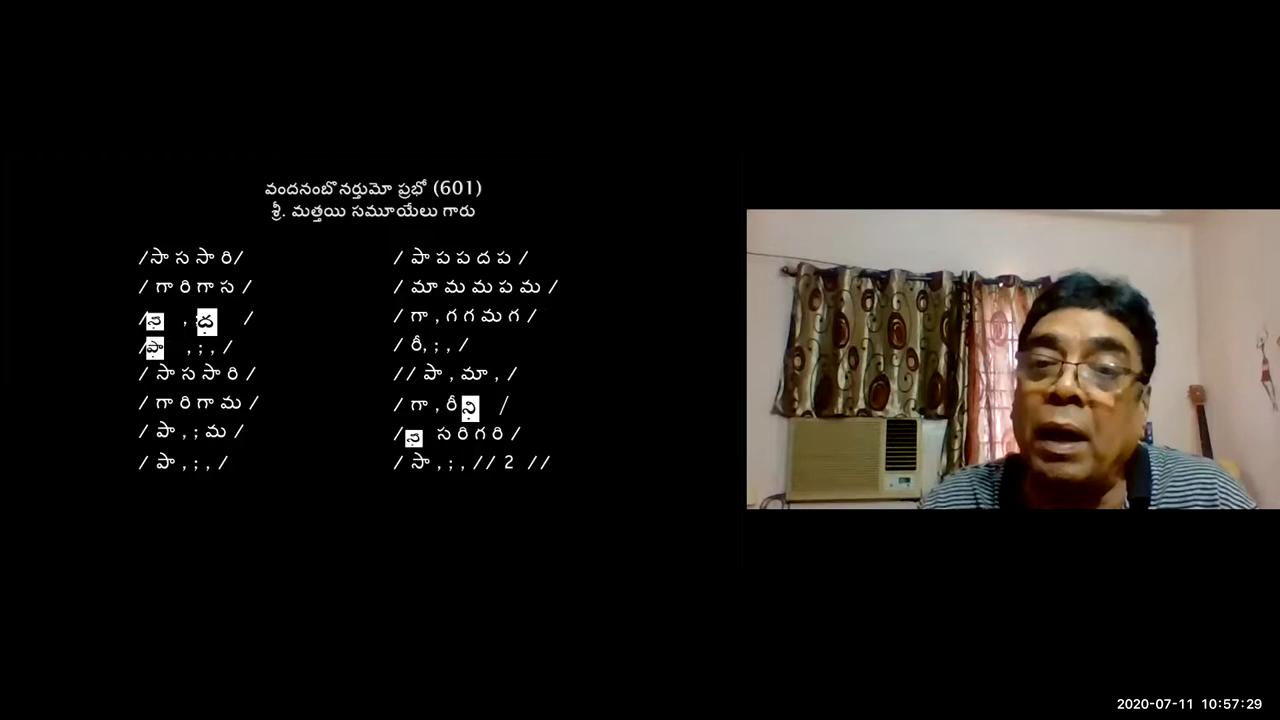 వందనంబొనర్తుమో ప్రభో (601)
శ్రీ. మత్తయి సమూయేలు గారు
/సా స సా రి/
/ గా రి గా స /
/స , ద /
/పా , ; , /
/ సా స సా రి /
/ గా రి గా మ /
/ పా , ; మ /
/ పా , ; , /
/ పా ప ప ద ప /
/ మా మ మ ప మ /
/ గా , గ గ మ గ /
/ రీ, ; , /
// పా , మా , /
/ గా , రీ ని /
/స స రి గ రి /
/ సా , ; , // 2 //
2020-07-11 10:57:29